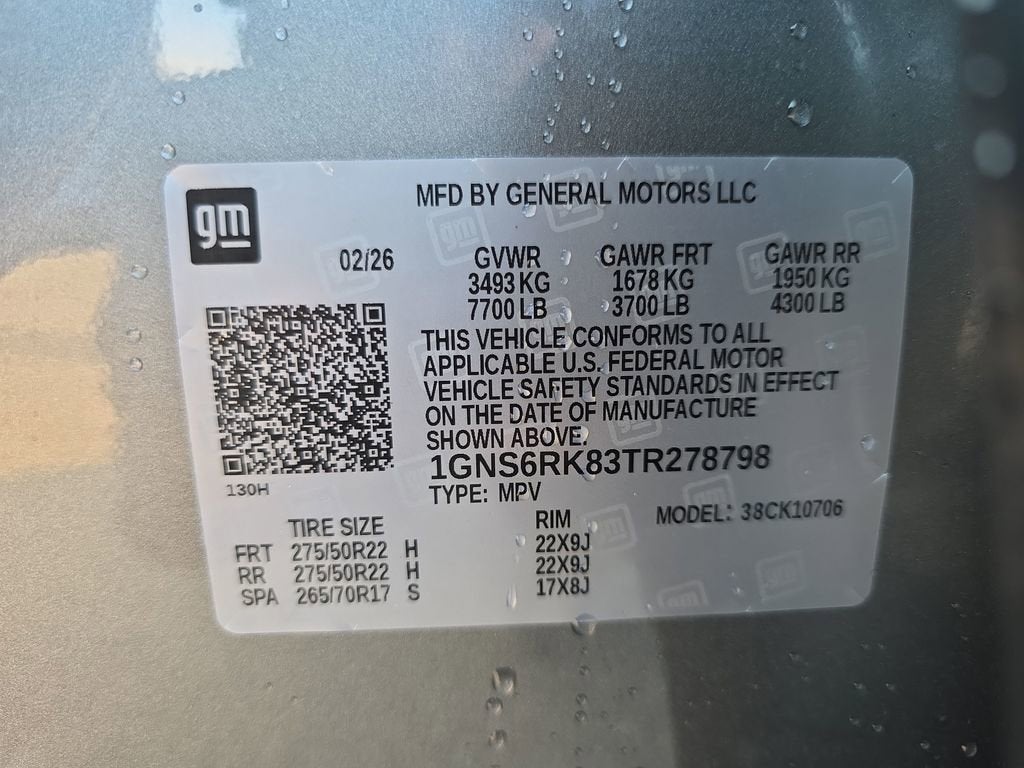 gm
MFD BY GENERAL MOTORS LLC
02/26 GVWR GAWR FRT GAWR RR
3493 KG 1678 KG 1950 KG
7700 LB 3700 LB 4300 LB
THIS VEHICLE CONFORMS TO ALL
APPLICABLE U.S. FEDERAL MOTOR
VEHICLE SAFETY STANDARDS IN EFFECT
ON THE DATE OF MANUFACTURE
SHOWN ABOVE.
1GNS6RK83TR278798
130H
TYPE: MPV
MODEL: 38CK10706
TIRE SIZE RIM
FRT 275/50R22 H 22X9J
RR 275/50R22 H 22X9J
SPA 265/70R17 S 17X8J